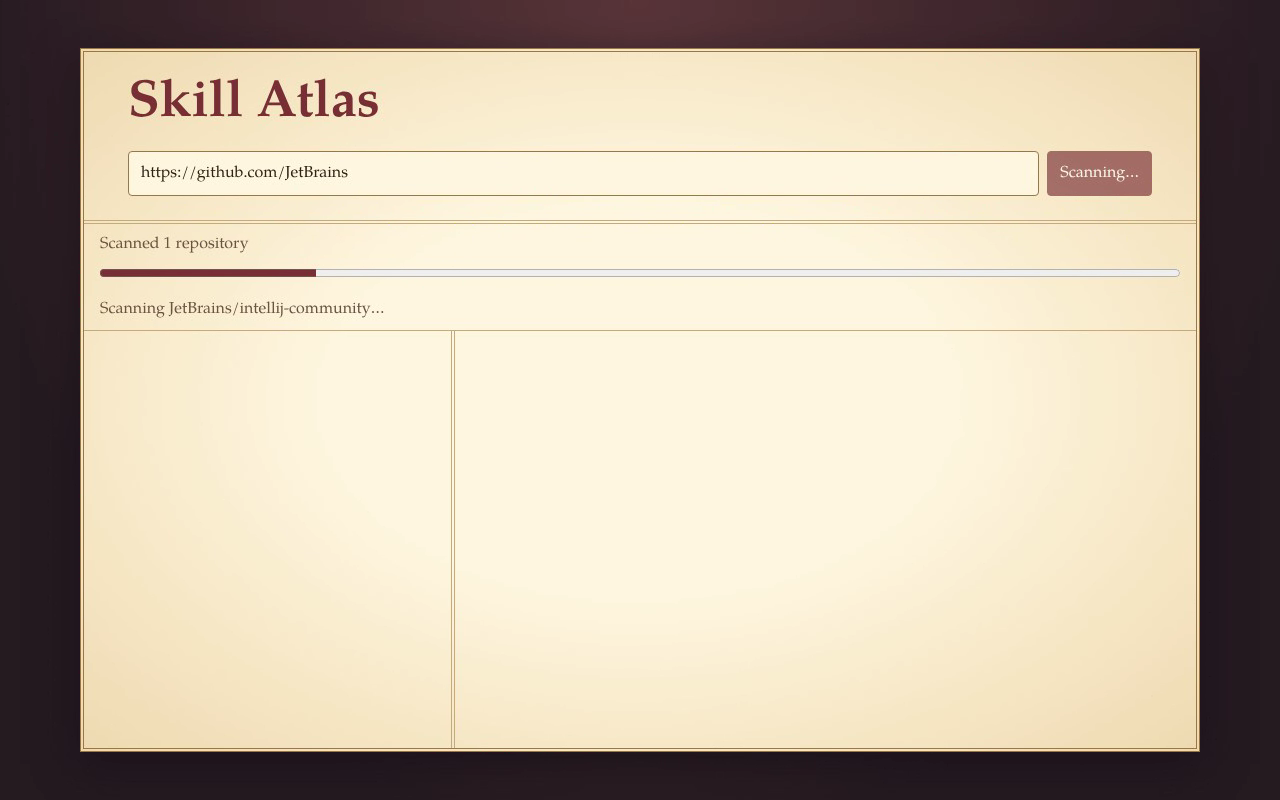 Skill Atlas
https://github.com/JetBrains
Scanning…
Scanned 1 repository
Scanning JetBrains/intellij-community…